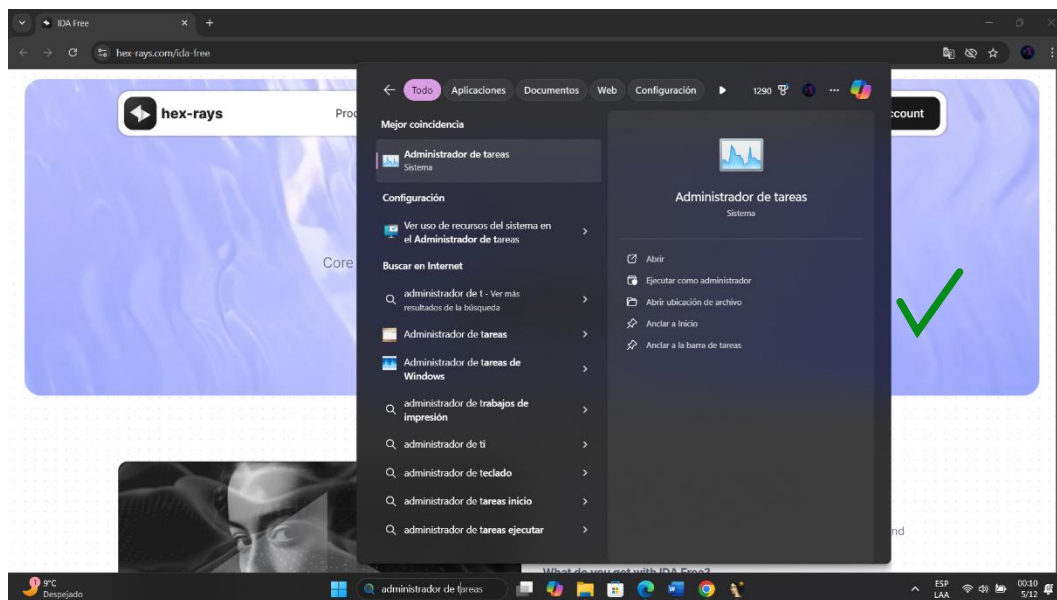 IDA Free
hex-rays.com/ida-free
hex-rays
Core
Todo Aplicaciones Documentos Web Configuración 1290
Mejor coincidencia
Administrador de tareas
Sistema
Configuración
Ver uso de recursos del sistema en
el Administrador de tareas
Buscar en Internet
administrador de t - Ver más
resultados de la búsqueda
Administrador de tareas
Administrador de tareas de
Windows
administrador de trabajos de
impresión
administrador de ti
administrador de teclado
administrador de tareas inicio
administrador de tareas ejecutar
Administrador de tareas
Sistema
Abrir
Ejecutar como administrador
Abrir ubicación de archivo
Anclar a Inicio
Anclar a la barra de tareas
What do you get with IDA Free?
1
9°C
Despejado
administrador de tareas
ESP
LAA
00:10
5/12